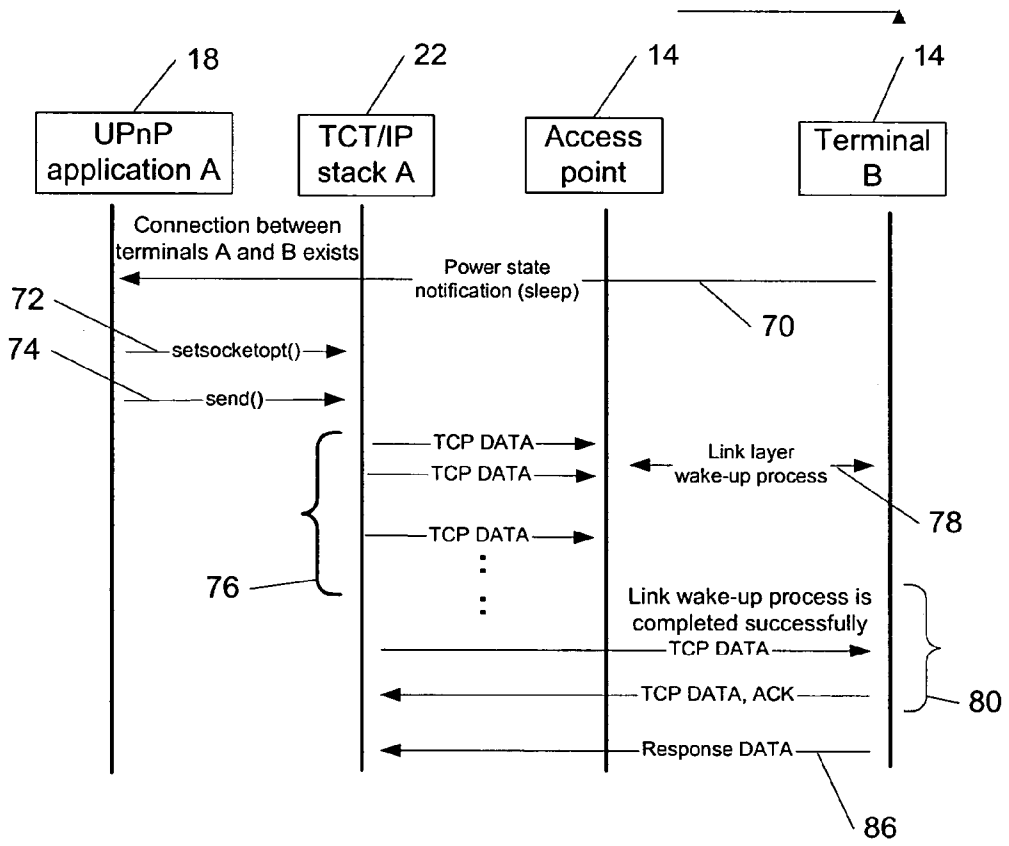 18
22
14
14
UPnP
application A
TCT/IP
stack A
Access
point
Terminal
B
Connection between
terminals A and B exists
Power state
notification (sleep)
70
72
setsocketopt()
74
send()
TCP DATA
TCP DATA
Link layer
wake-up process
78
TCP DATA
76
Link wake-up process is
completed successfully
TCP DATA
TCP DATA, ACK
80
Response DATA
86